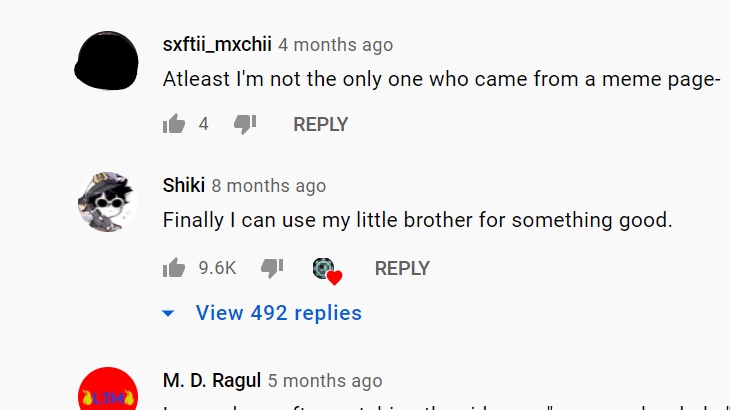 sxftii_mxchii 4 months ago
Atleast I'm not the only one who came from a meme page-
4 REPLY
Shiki 8 months ago
Finally I can use my little brother for something good.
9.6K REPLY
View 492 replies
M. D. Ragul 5 months ago